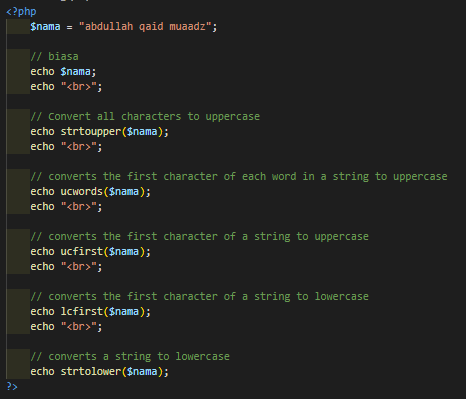 <?php
$nama = "abdullah qaid muaadz";
// biasa
echo $nama;
echo "<br>";
// Convert all characters to uppercase
echo strtoupper($nama);
echo "<br>";
// converts the first character of each word in a string to uppercase
echo ucwords($nama);
echo "<br>";
// converts the first character of a string to uppercase
echo ucfirst($nama);
echo "<br>";
// converts the first character of a string to lowercase
echo lcfirst($nama);
echo "<br>";
// converts a string to lowercase
echo strtolower($nama);
?>